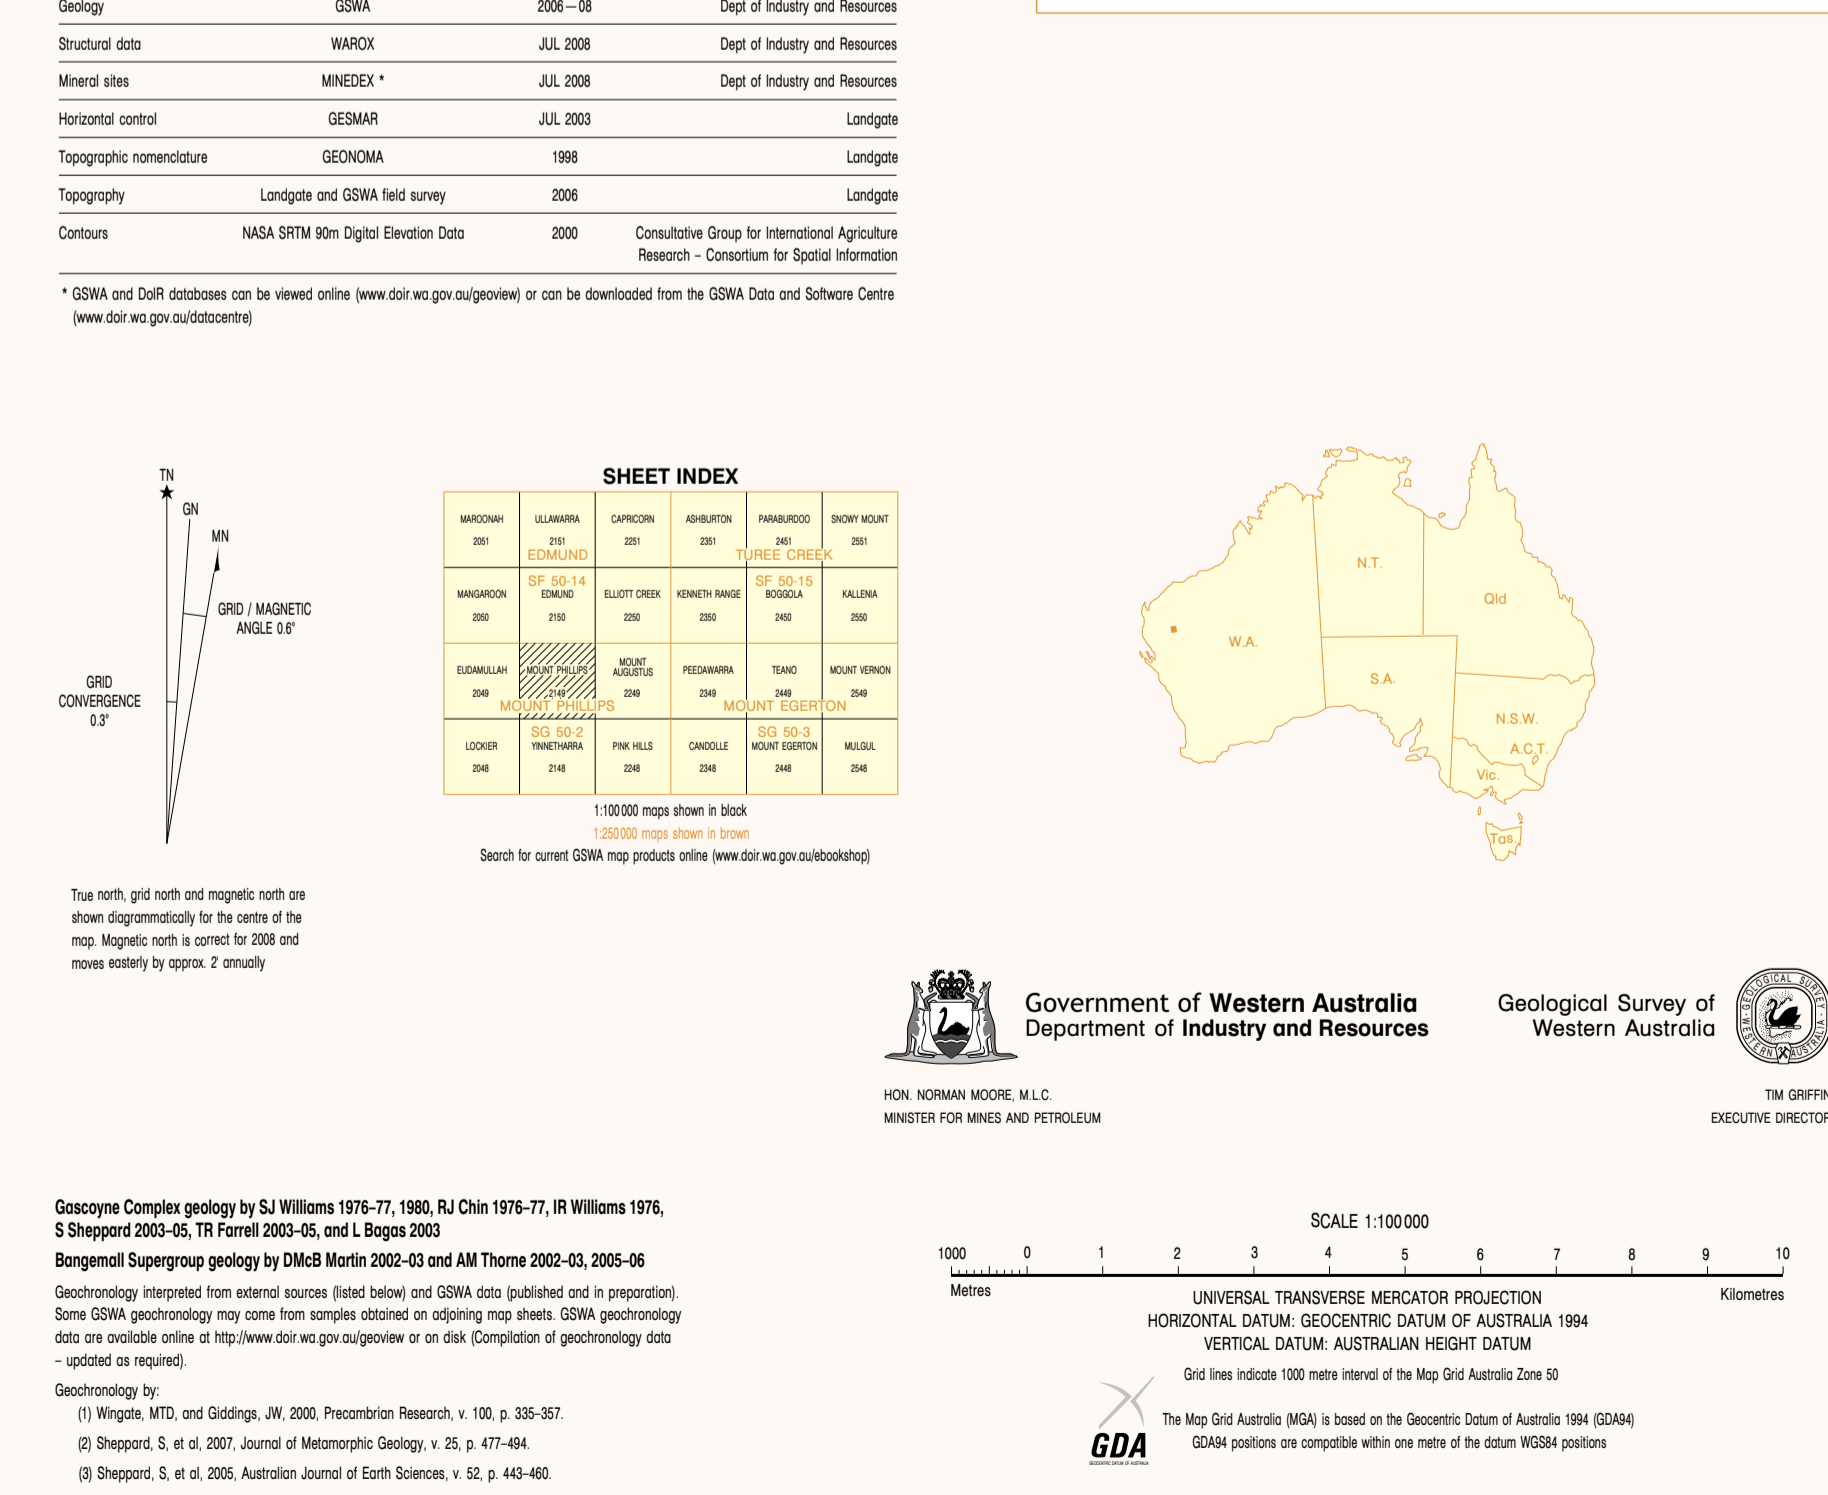 Geology GSWA 2006—08 Dept of Industry and Resources
Structural data WAROX JUL 2008 Dept of Industry and Resources
Mineral sites MINEDEX * JUL 2008 Dept of Industry and Resources
Horizontal control GESMAR JUL 2003 Landgate
Topographic nomenclature GEONOMA 1998 Landgate
Topography Landgate and GSWA field survey 2006 Landgate
Contours NASA SRTM 90m Digital Elevation Data 2000 Consultative Group for International Agriculture
Research – Consortium for Spatial Information
* GSWA and DoIR databases can be viewed online (www.doir.wa.gov.au/geoview) or can be downloaded from the GSWA Data and Software Centre
(www.doir.wa.gov.au/datacentre)
TN
GN
MN
GRID / MAGNETIC
ANGLE 0.6°
GRID
CONVERGENCE
0.3°
True north, grid north and magnetic north are
shown diagrammatically for the centre of the
map. Magnetic north is correct for 2008 and
moves easterly by approx. 2' annually
SHEET INDEX
MAROONAH ULLAWARRA CAPRICORN ASHBURTON PARABURDOO SNOWY MOUNT
2051 2151 2251 2351 2451 2551
EDMUND TUREE CREEK
SF 50-14 SF 50-15
MANGAROON EDMUND ELLIOTT CREEK KENNETH RANGE BOGGOLA KALLENIA
2050 2150 2250 2350 2450 2550
EUDAMULLAH MOUNT PHILLIPS MOUNT AUGUSTUS PEEDAWARRA TEANO MOUNT VERNON
2049 2149 2249 2349 2449 2549
MOUNT PHILLIPS MOUNT EGERTON
SG 50-2 SG 50-3
LOCKIER YINNETHARRA PINK HILLS CANDOLLE MOUNT EGERTON MULGUL
2048 2148 2248 2348 2448 2548
1:100 000 maps shown in black
1:250 000 maps shown in brown
Search for current GSWA map products online (www.doir.wa.gov.au/ebookshop)
N.T.
Qld
W.A.
S.A.
N.S.W.
A.C.T.
Vic.
Tas.
Government of Western Australia
Department of Industry and Resources
Geological Survey of
Western Australia
GEOLOGICAL SURVEY
WESTERN AUSTRALIA
HON. NORMAN MOORE, M.L.C.
MINISTER FOR MINES AND PETROLEUM
TIM GRIFFIN
EXECUTIVE DIRECTOR
Gascoyne Complex geology by SJ Williams 1976–77, 1980, RJ Chin 1976–77, IR Williams 1976,
S Sheppard 2003–05, TR Farrell 2003–05, and L Bagas 2003
Bangemall Supergroup geology by DMcB Martin 2002–03 and AM Thorne 2002–03, 2005–06
Geochronology interpreted from external sources (listed below) and GSWA data (published and in preparation).
Some GSWA geochronology may come from samples obtained on adjoining map sheets. GSWA geochronology
data are available online at http://www.doir.wa.gov.au/geoview or on disk (Compilation of geochronology data
– updated as required).
Geochronology by:
(1) Wingate, MTD, and Giddings, JW, 2000, Precambrian Research, v. 100, p. 335–357.
(2) Sheppard, S, et al, 2007, Journal of Metamorphic Geology, v. 25, p. 477–494.
(3) Sheppard, S, et al, 2005, Australian Journal of Earth Sciences, v. 52, p. 443–460.
SCALE 1:100 000
1000 0 1 2 3 4 5 6 7 8 9 10
Metres Kilometres
UNIVERSAL TRANSVERSE MERCATOR PROJECTION
HORIZONTAL DATUM: GEOCENTRIC DATUM OF AUSTRALIA 1994
VERTICAL DATUM: AUSTRALIAN HEIGHT DATUM
Grid lines indicate 1000 metre interval of the Map Grid Australia Zone 50
The Map Grid Australia (MGA) is based on the Geocentric Datum of Australia 1994 (GDA94)
GDA94 positions are compatible within one metre of the datum WGS84 positions
GDA
GEOCENTRIC DATUM OF AUSTRALIA